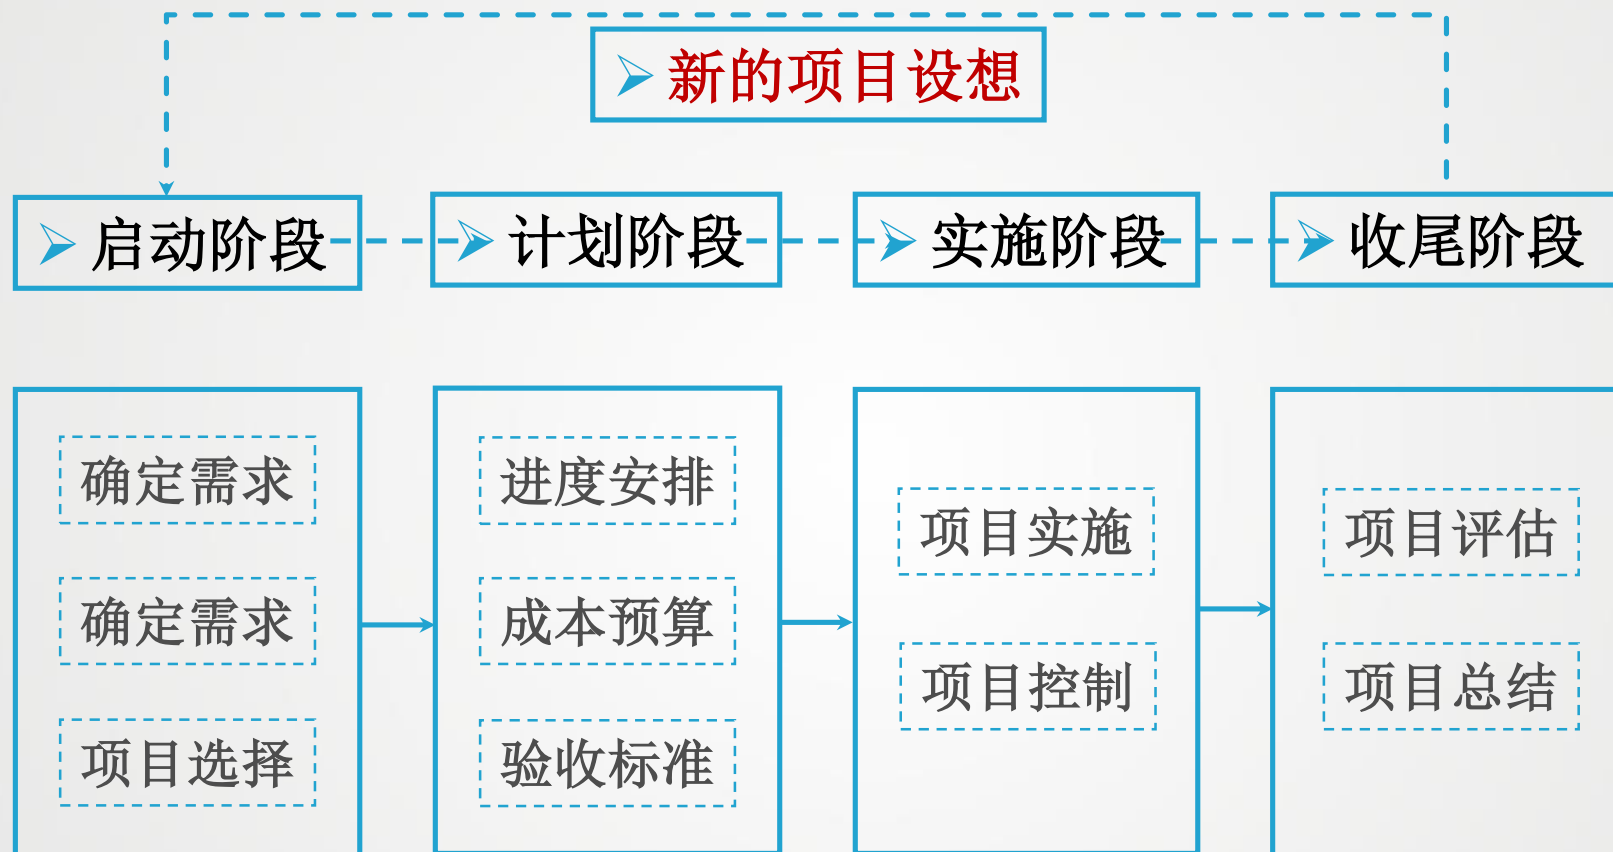 新的项目设想
启动阶段
计划阶段
实施阶段
收尾阶段
确定需求
确定需求
项目选择
进度安排
成本预算
验收标准
项目实施
项目控制
项目评估
项目总结